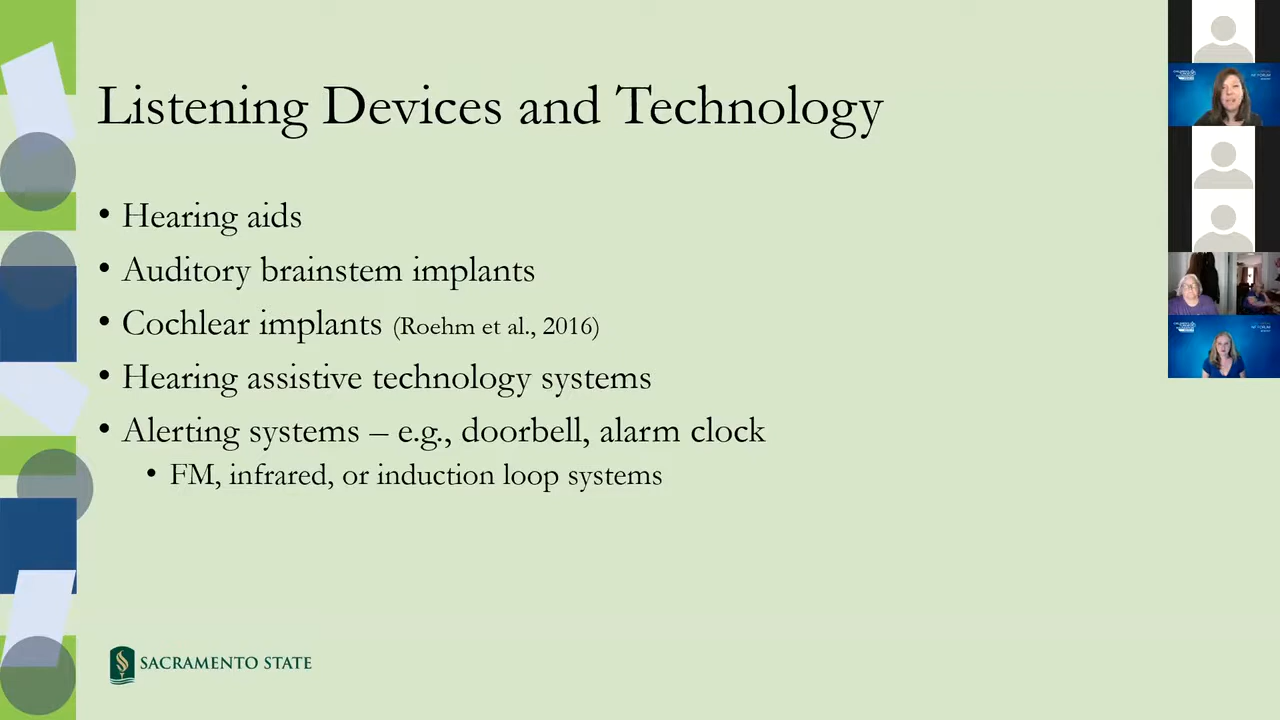 Listening Devices and Technology
• Hearing aids
• Auditory brainstem implants
• Cochlear implants (Roehm et al., 2016)
• Hearing assistive technology systems
• Alerting systems – e.g., doorbell, alarm clock
• FM, infrared, or induction loop systems
SACRAMENTO STATE